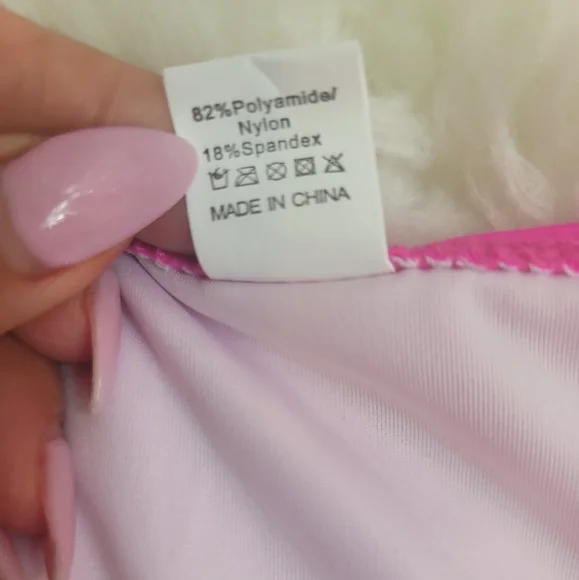 82%Polyamide/
Nylon
18%Spandex
MADE IN CHINA